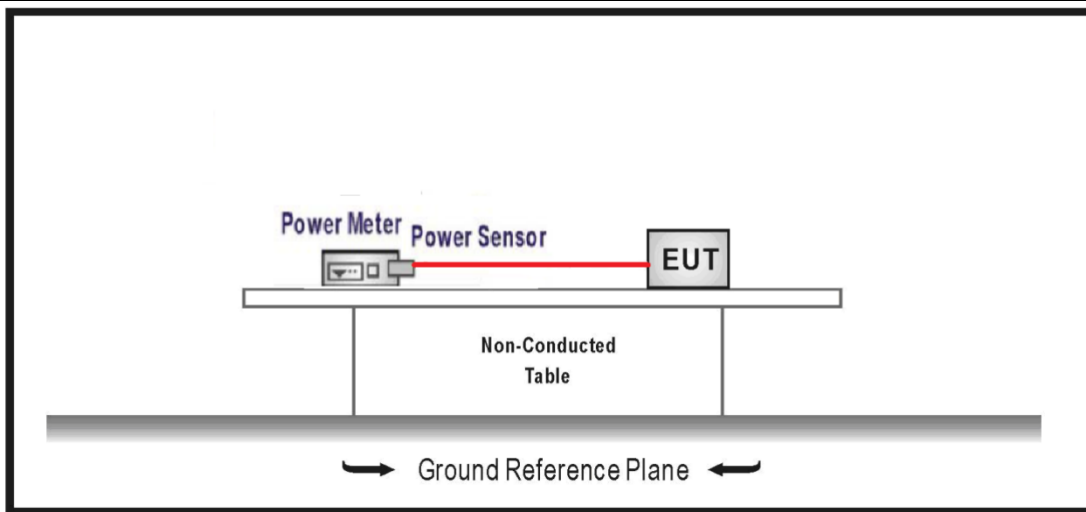 Power Meter
Power Sensor
EUT
Non-Conducted
Table
Ground Reference Plane